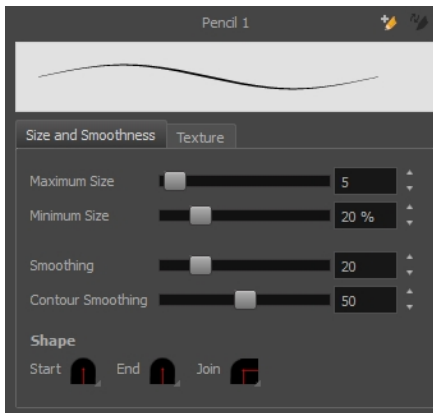 Pencil 1
Size and Smoothness Texture
Maximum Size 5
Minimum Size 20 %
Smoothing 20
Contour Smoothing 50
Shape
Start End Join